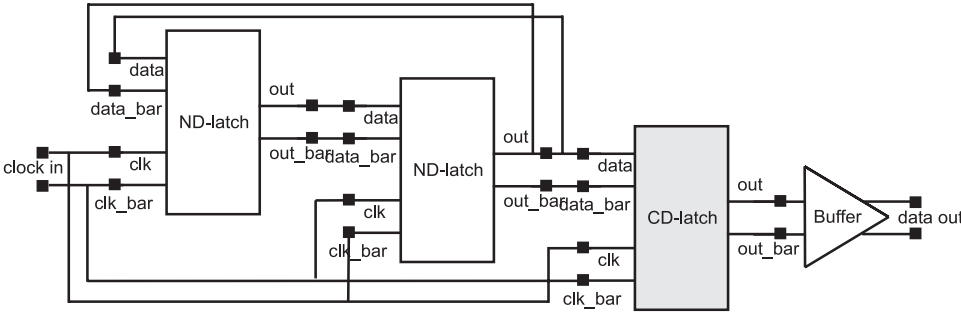 data
data_bar
ND-latch
out
out_bar
clock in
clk
clk_bar
data
data_bar
ND-latch
out
out_bar
clk
clk_bar
data
data_bar
CD-latch
out
out_bar
clk
clk_bar
Buffer
data out